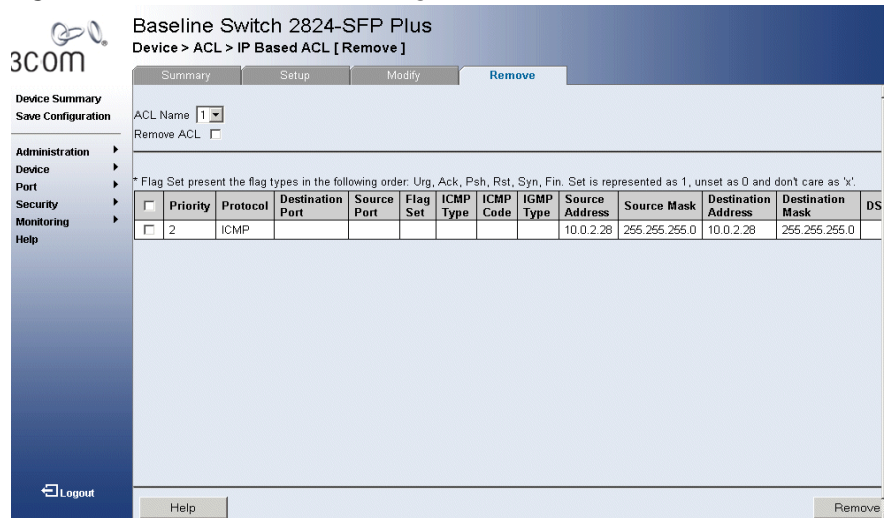 3com
Baseline Switch 2824-SFP Plus
Device > ACL > IP Based ACL [ Remove ]
Summary Setup Modify Remove
Device Summary
Save Configuration
Administration
Device
Port
Security
Monitoring
Help
Logout
ACL Name 1
Remove ACL
* Flag Set present the flag types in the following order: Urg, Ack, Psh, Rst, Syn, Fin. Set is represented as 1, unset as 0 and don't care as 'x'.
Priority Protocol Destination Port Source Port Flag Set ICMP Type ICMP Code IGMP Type Source Address Source Mask Destination Address Destination Mask DS
2 ICMP 10.0.2.28 255.255.255.0 10.0.2.28 255.255.255.0
Help Remove